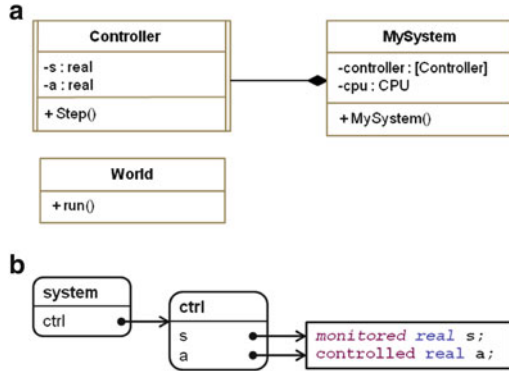 a
Controller
-s : real
-a : real
+ Step()
MySystem
-controller : [Controller]
-cpu : CPU
+ MySystem()
World
+ run()
b
system
ctrl
ctrl
s
a
monitored real s;
controlled real a;